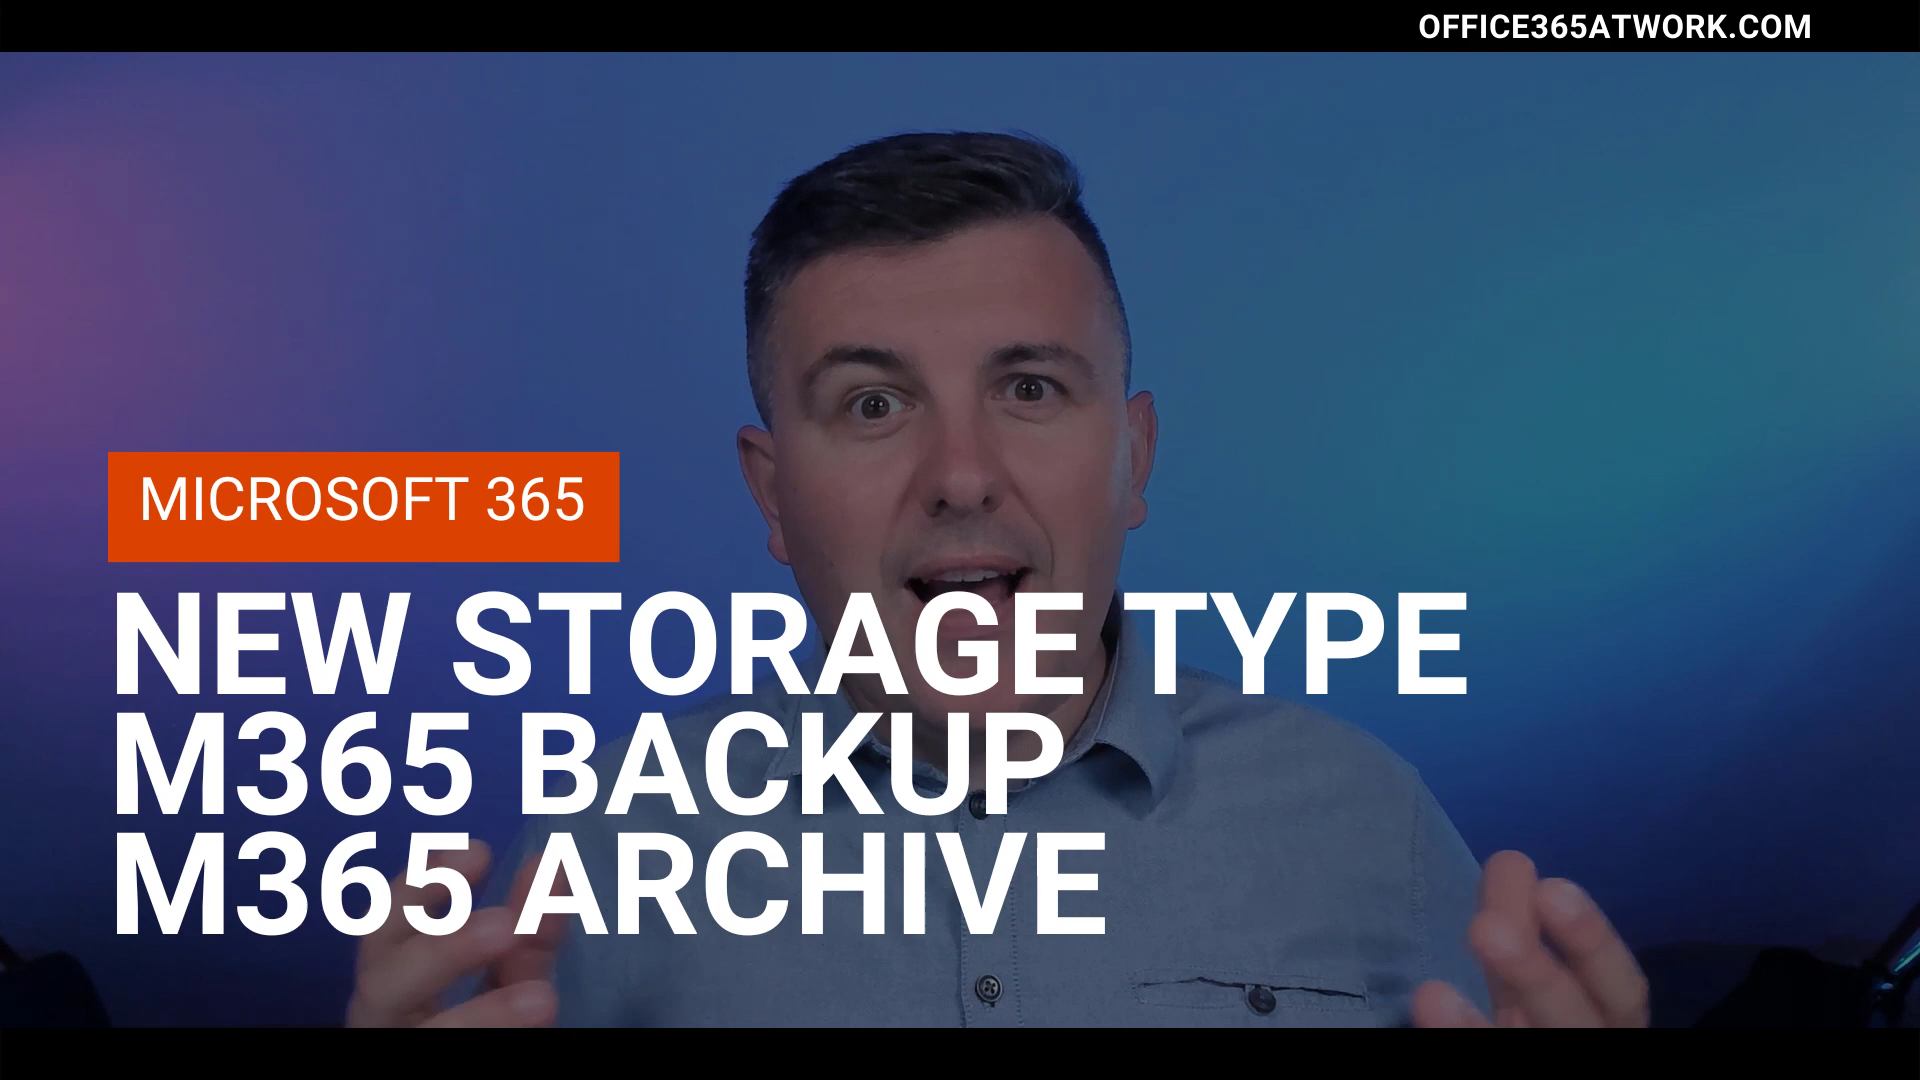 OFFICE365ATWORK.COM
MICROSOFT 365
NEW STORAGE TYPE
M365 BACKUP
M365 ARCHIVE